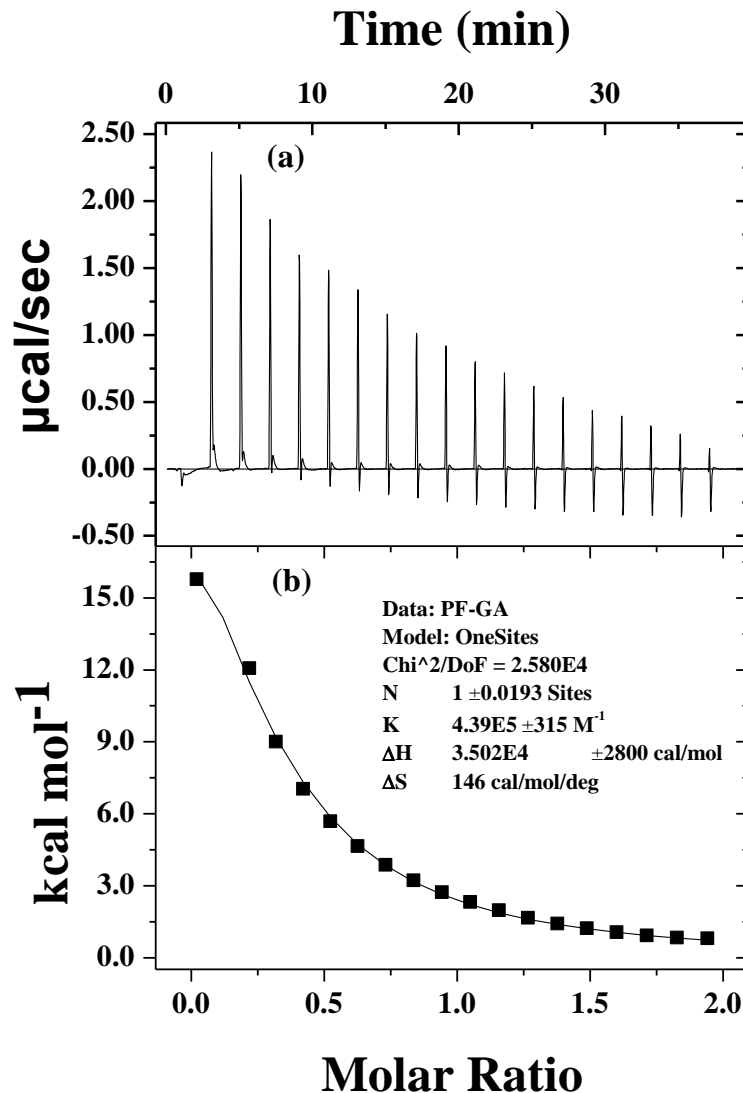 Time (min)
0 10 20 30
(a)
2.50
2.00
1.50
1.00
0.50
0.00
-0.50
µcal/sec
(b)
15.0
12.0
9.0
6.0
3.0
0.0
kcal mol-1
Data: PF-GA
Model: OneSites
Chi^2/DoF = 2.580E4
N 1 ±0.0193 Sites
K 4.39E5 ±315 M-1
ΔH 3.502E4 ±2800 cal/mol
ΔS 146 cal/mol/deg
0.0 0.5 1.0 1.5 2.0
Molar Ratio